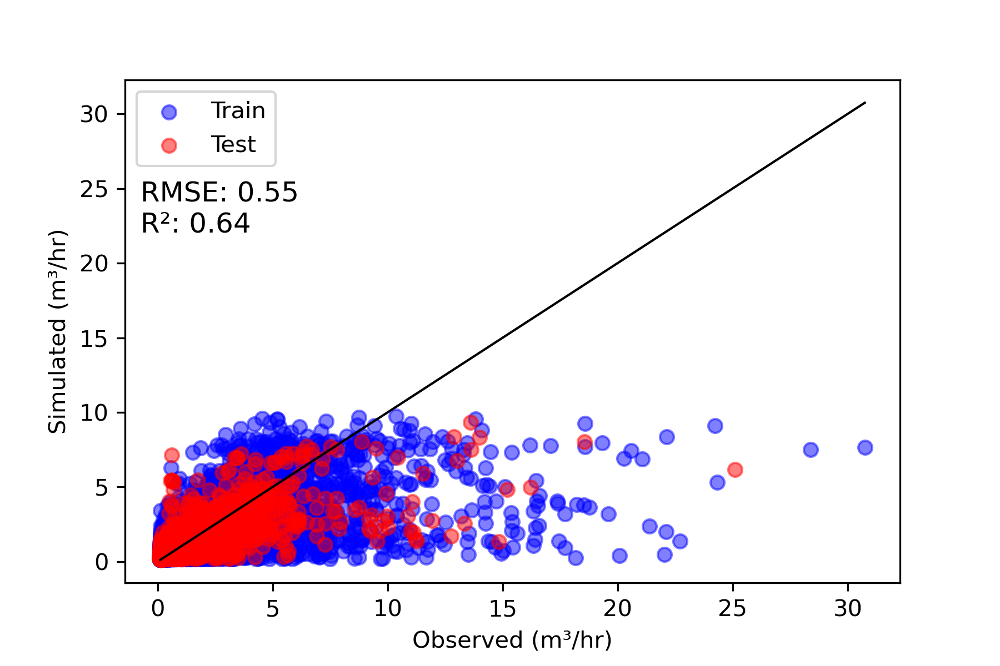 Train
Test
RMSE: 0.55
R²: 0.64
30
25
20
15
10
5
0
Simulated (m³/hr)
0 5 10 15 20 25 30
Observed (m³/hr)